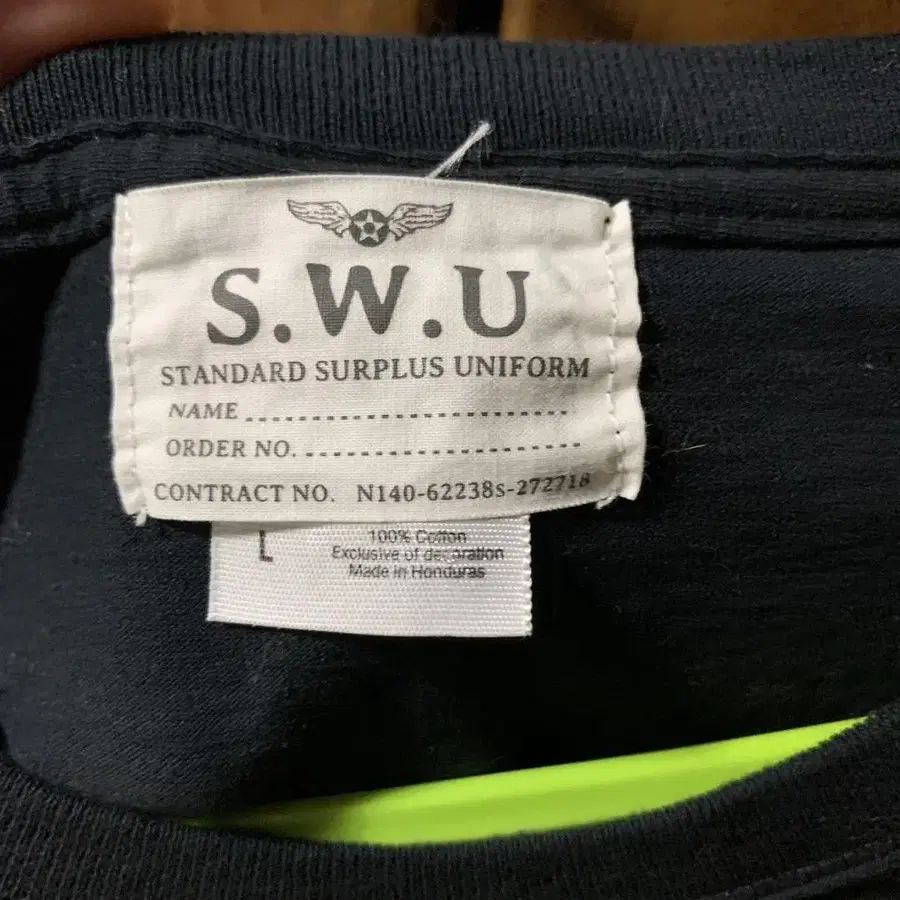 S.W.U
STANDARD SURPLUS UNIFORM
NAME
ORDER NO.
CONTRACT NO. N140-62238s-272718
L
100% Cotton
Exclusive of decoration
Made in Honduras